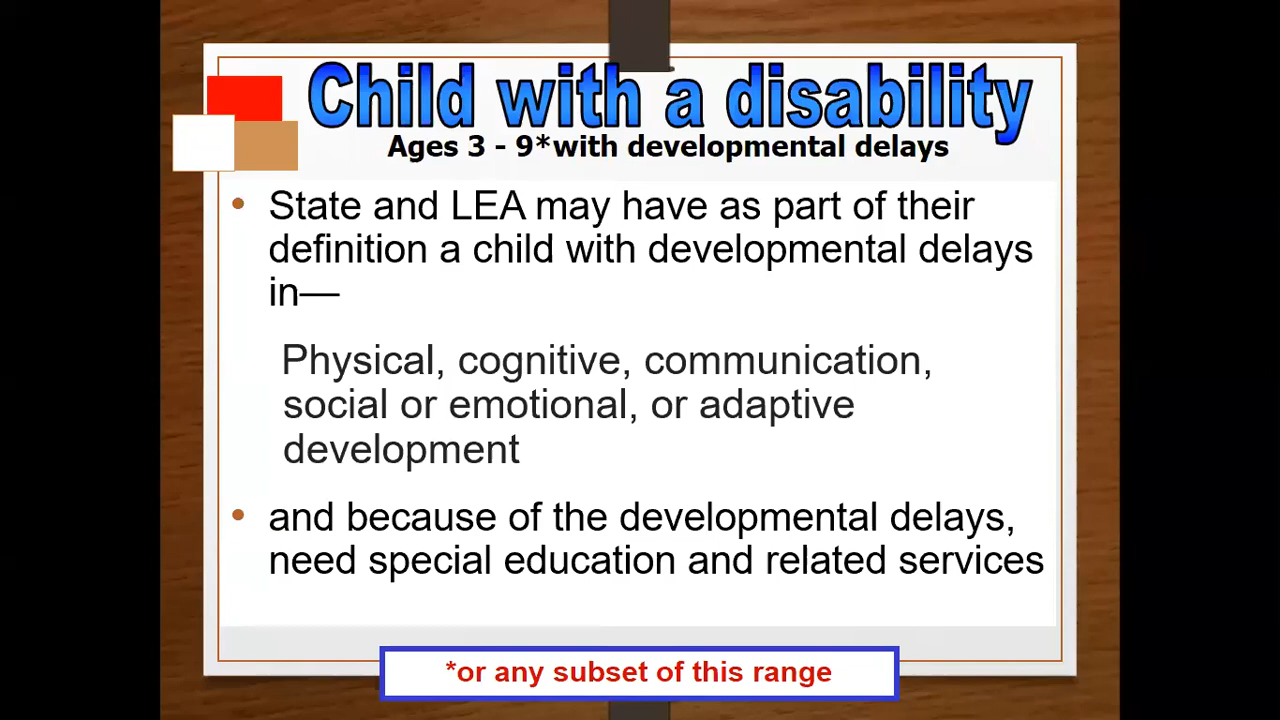 Child with a disability
Ages 3 - 9*with developmental delays
• State and LEA may have as part of their
definition a child with developmental delays
in—
Physical, cognitive, communication,
social or emotional, or adaptive
development
• and because of the developmental delays,
need special education and related services
*or any subset of this range